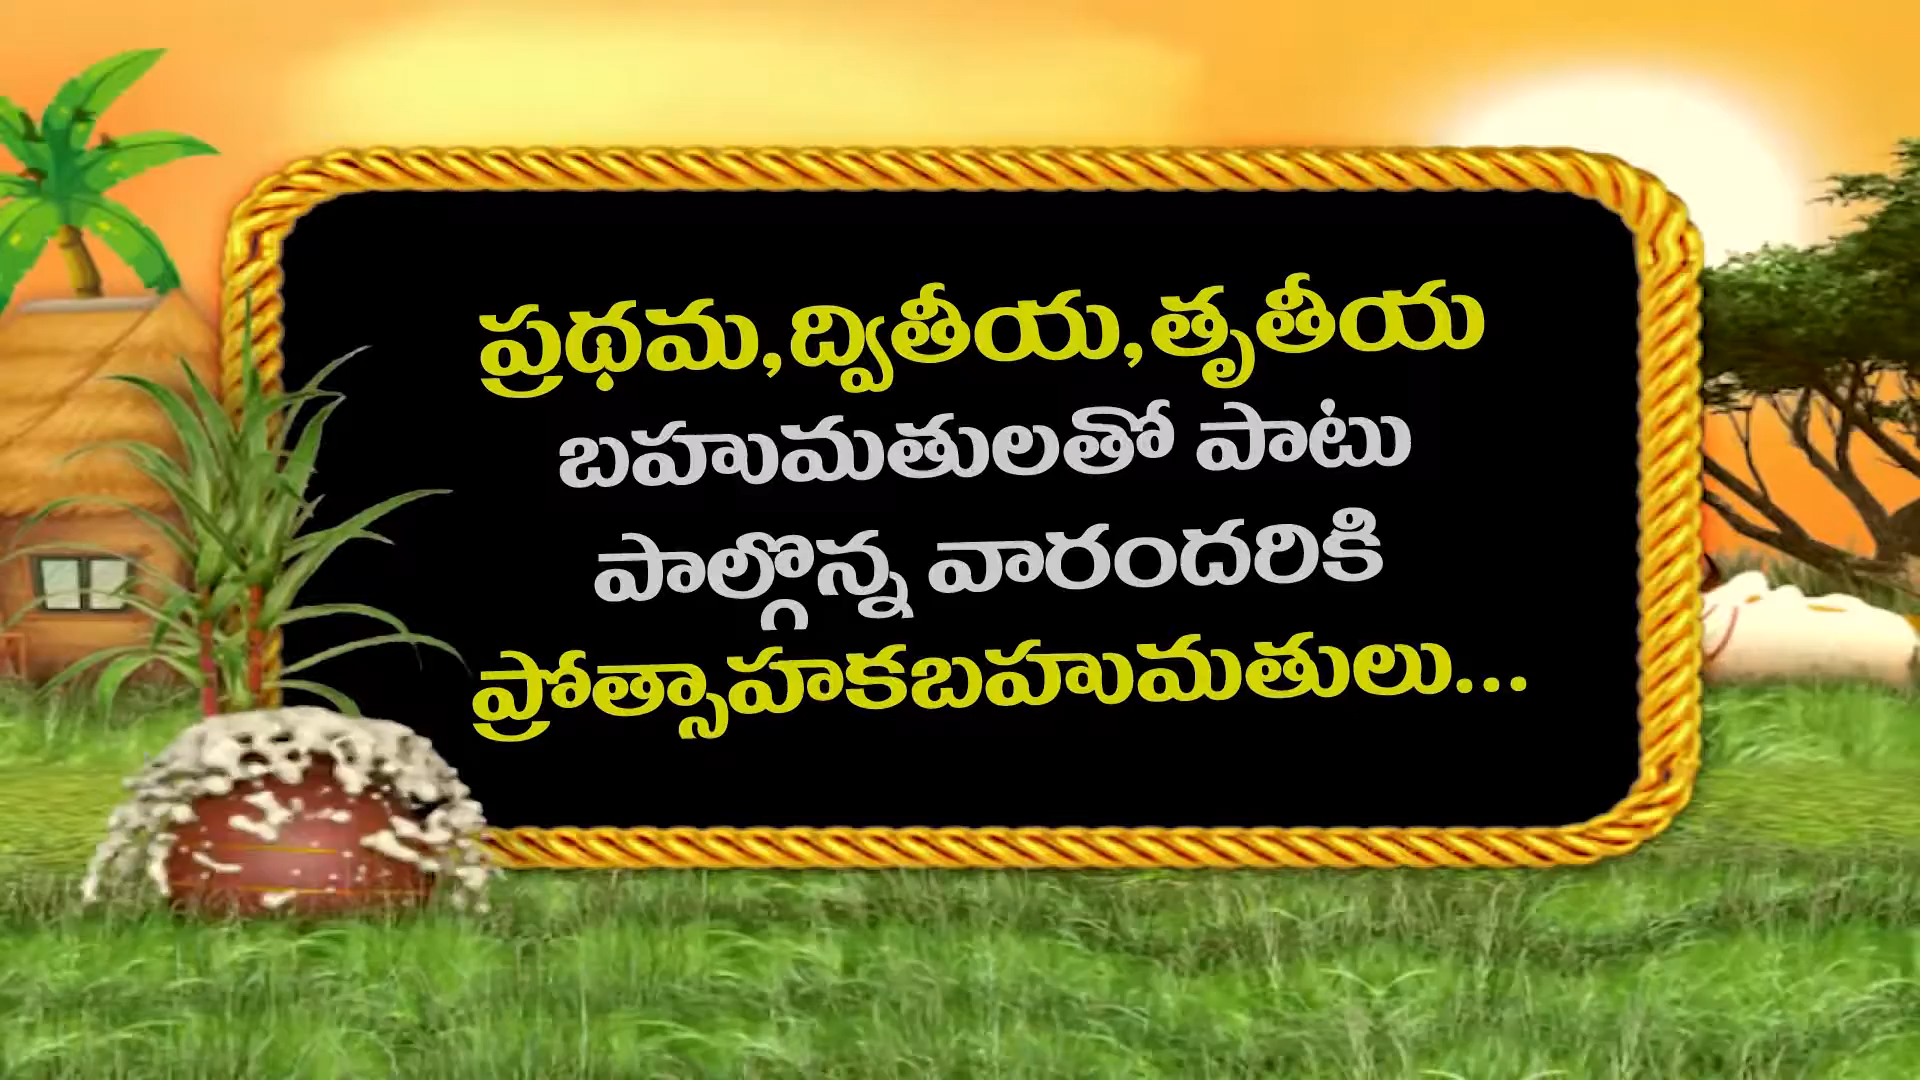 ప్రథమ,ద్వితీయ,తృతీయ
బహుమతులతో పాటు
పాల్గొన్న వారందరికి
ప్రోత్సాహకబహుమతులు...